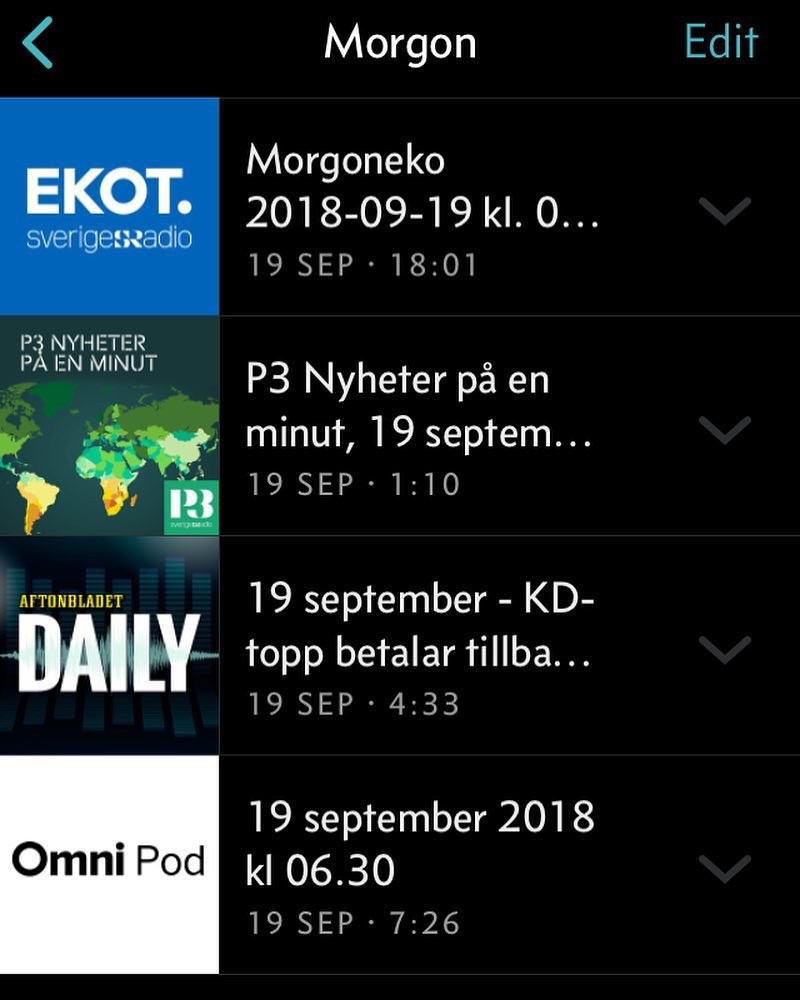 Morgon
Edit
EKOT.
sverigesradio
Morgoneko
2018-09-19 kl. 0...
19 SEP · 18:01
P3 NYHETER
PÅ EN MINUT
P3
sverigesradio
P3 Nyheter på en
minut, 19 septem...
19 SEP · 1:10
AFTONBLADET
DAILY
19 september - KD-
topp betalar tillba...
19 SEP · 4:33
Omni Pod
19 september 2018
kl 06.30
19 SEP · 7:26